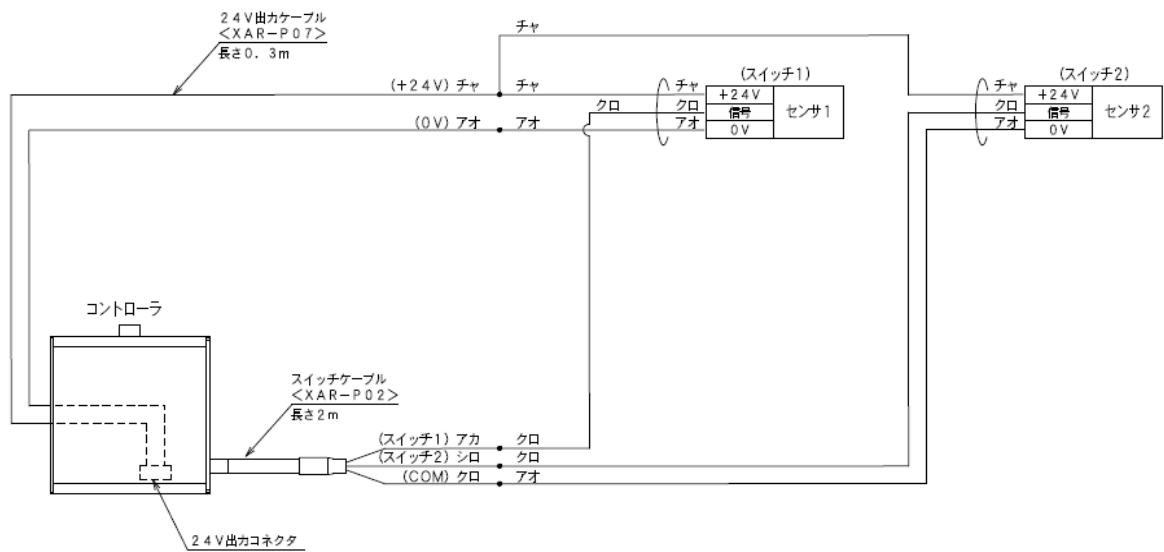 24V出力ケーブル
<XAR-P07>
長さ0.3m
チャ
(+24V) チャ
チャ
(0V) アオ
アオ
クロ
チャ
クロ
アオ
(スイッチ1)
+24V
信号
0V
センサ1
チャ
クロ
アオ
(スイッチ2)
+24V
信号
0V
センサ2
コントローラ
スイッチケーブル
<XAR-P02>
長さ2m
(スイッチ1) アカ
クロ
(スイッチ2) シロ
クロ
(COM) クロ
アオ
24V出力コネクタ